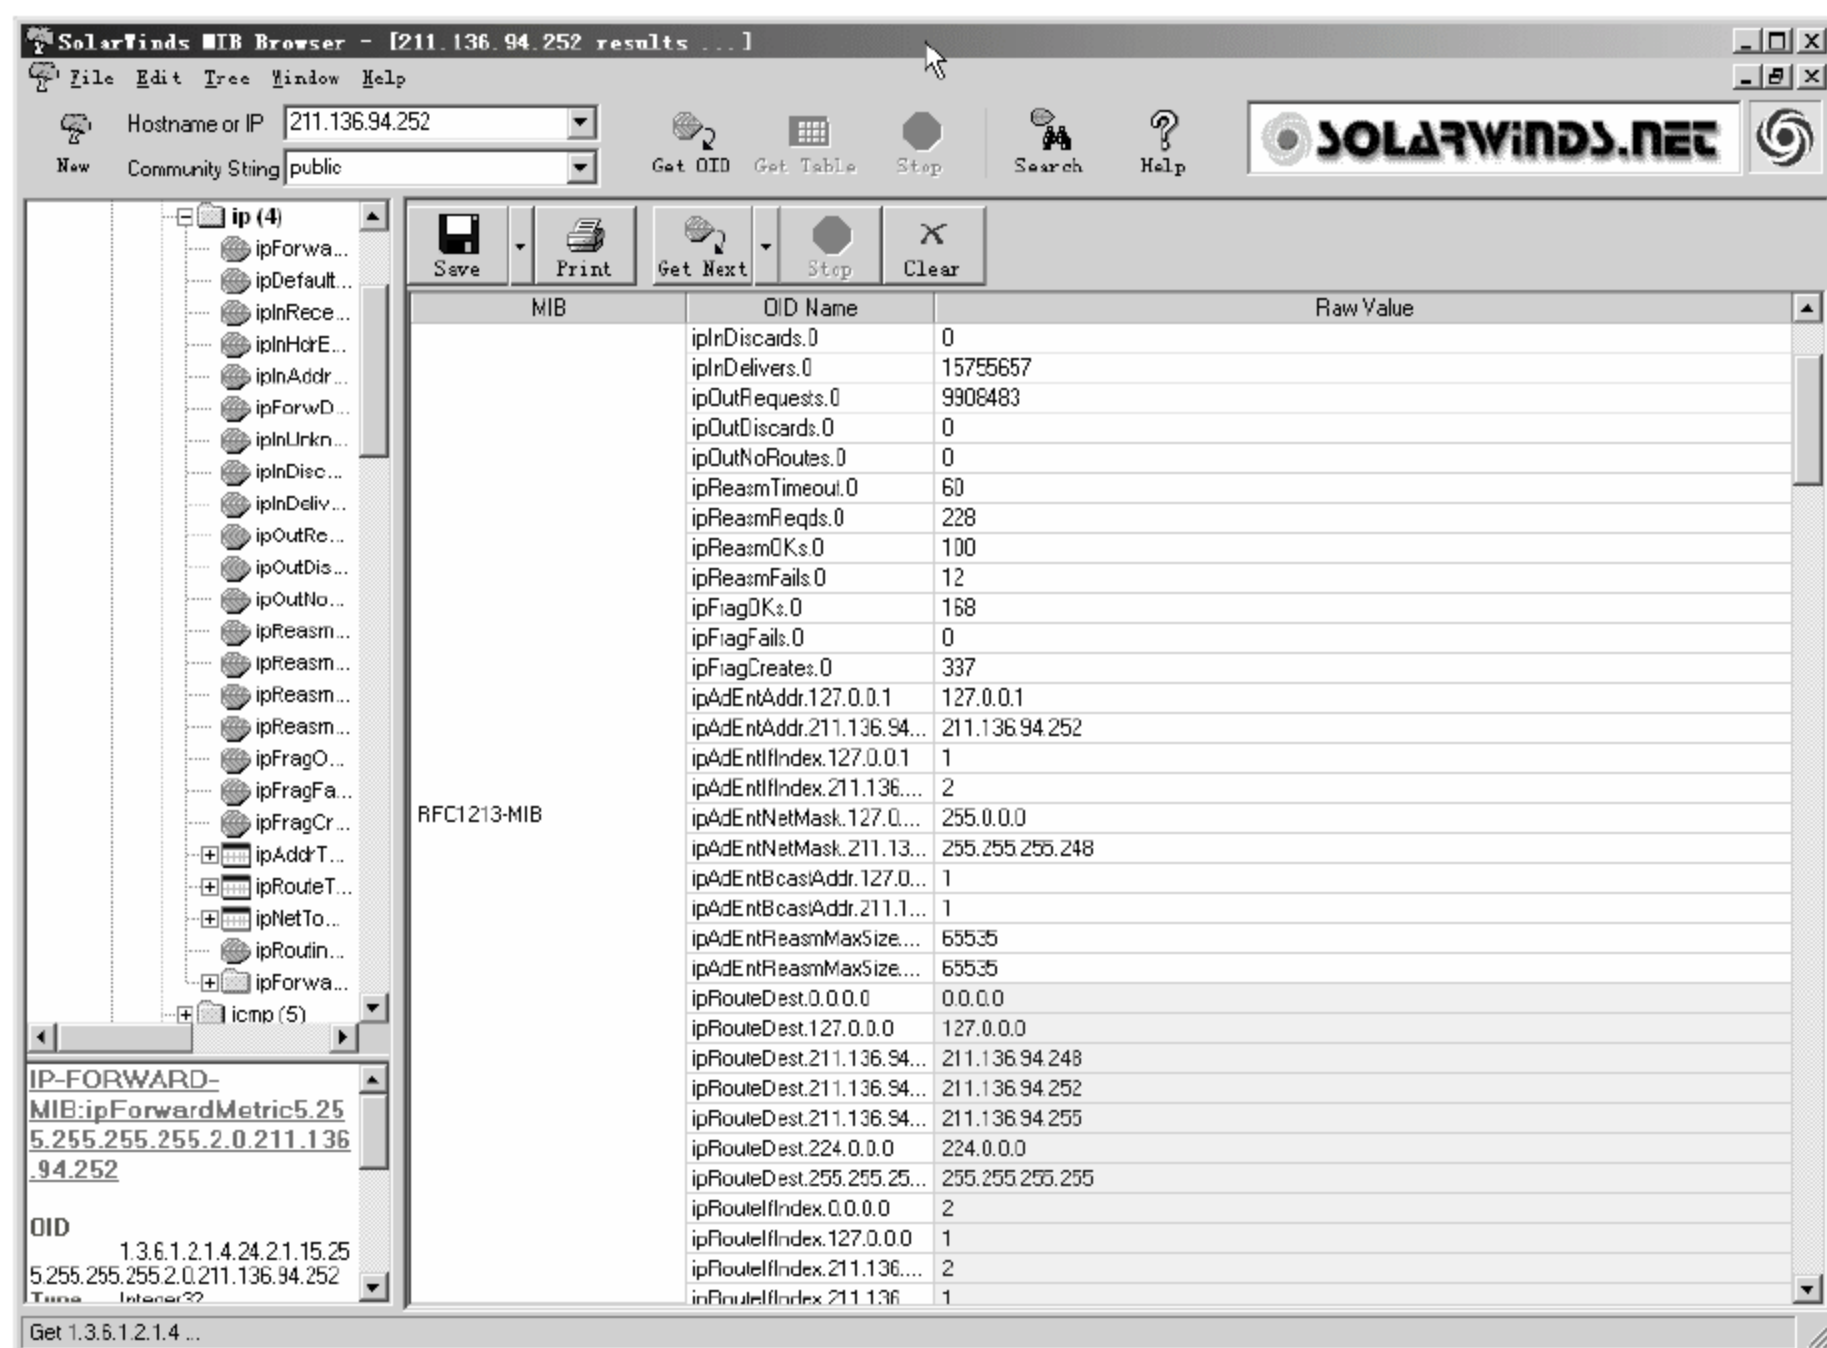 SolarWinds MIB Browser - [211.136.94.252 results ...]
File Edit Tree Window Help
New
Hostname or IP 211.136.94.252
Community String public
Get OID Get Table Stop Search Help
SOLARWINDS.NET
ip (4)
ipForwa...
ipDefault...
ipInRece...
ipInHdrE...
ipInAddr...
ipForwD...
ipInUnkn...
ipInDisc...
ipInDeliv...
ipOutRe...
ipOutDis...
ipOutNo...
ipReasm...
ipReasm...
ipReasm...
ipReasm...
ipFragO...
ipFragFa...
ipFragCr...
ipAddrT...
ipRouteT...
ipNetTo...
ipRoutin...
ipForwa...
icmp (5)
IP-FORWARD-
MIB:ipForwardMetric5.25
5.255.255.255.2.0.211.136
.94.252
OID
1.3.6.1.2.1.4.24.2.1.15.25
5.255.255.255.2.0.211.136.94.252
Type Integer32
Save Print Get Next Stop Clear
MIB OID Name Raw Value
RFC1213-MIB
ipInDiscards.0 0
ipInDelivers.0 15755657
ipOutRequests.0 9908483
ipOutDiscards.0 0
ipOutNoRoutes.0 0
ipReasmTimeout.0 60
ipReasmReqds.0 228
ipReasmOKs.0 100
ipReasmFails.0 12
ipFragOKs.0 168
ipFragFails.0 0
ipFragCreates.0 337
ipAdEntAddr.127.0.0.1 127.0.0.1
ipAdEntAddr.211.136.94... 211.136.94.252
ipAdEntIfIndex.127.0.0.1 1
ipAdEntIfIndex.211.136.... 2
ipAdEntNetMask.127.0.... 255.0.0.0
ipAdEntNetMask.211.13... 255.255.255.248
ipAdEntBcastAddr.127.0... 1
ipAdEntBcastAddr.211.1... 1
ipAdEntReasmMaxSize.... 65535
ipAdEntReasmMaxSize.... 65535
ipRouteDest.0.0.0.0 0.0.0.0
ipRouteDest.127.0.0.0 127.0.0.0
ipRouteDest.211.136.94... 211.136.94.248
ipRouteDest.211.136.94... 211.136.94.252
ipRouteDest.211.136.94... 211.136.94.255
ipRouteDest.224.0.0.0 224.0.0.0
ipRouteDest.255.255.25... 255.255.255.255
ipRouteIfIndex.0.0.0.0 2
ipRouteIfIndex.127.0.0.0 1
ipRouteIfIndex.211.136.... 2
ipRouteIfIndex.211.136 1
Get 1.3.6.1.2.1.4 ...